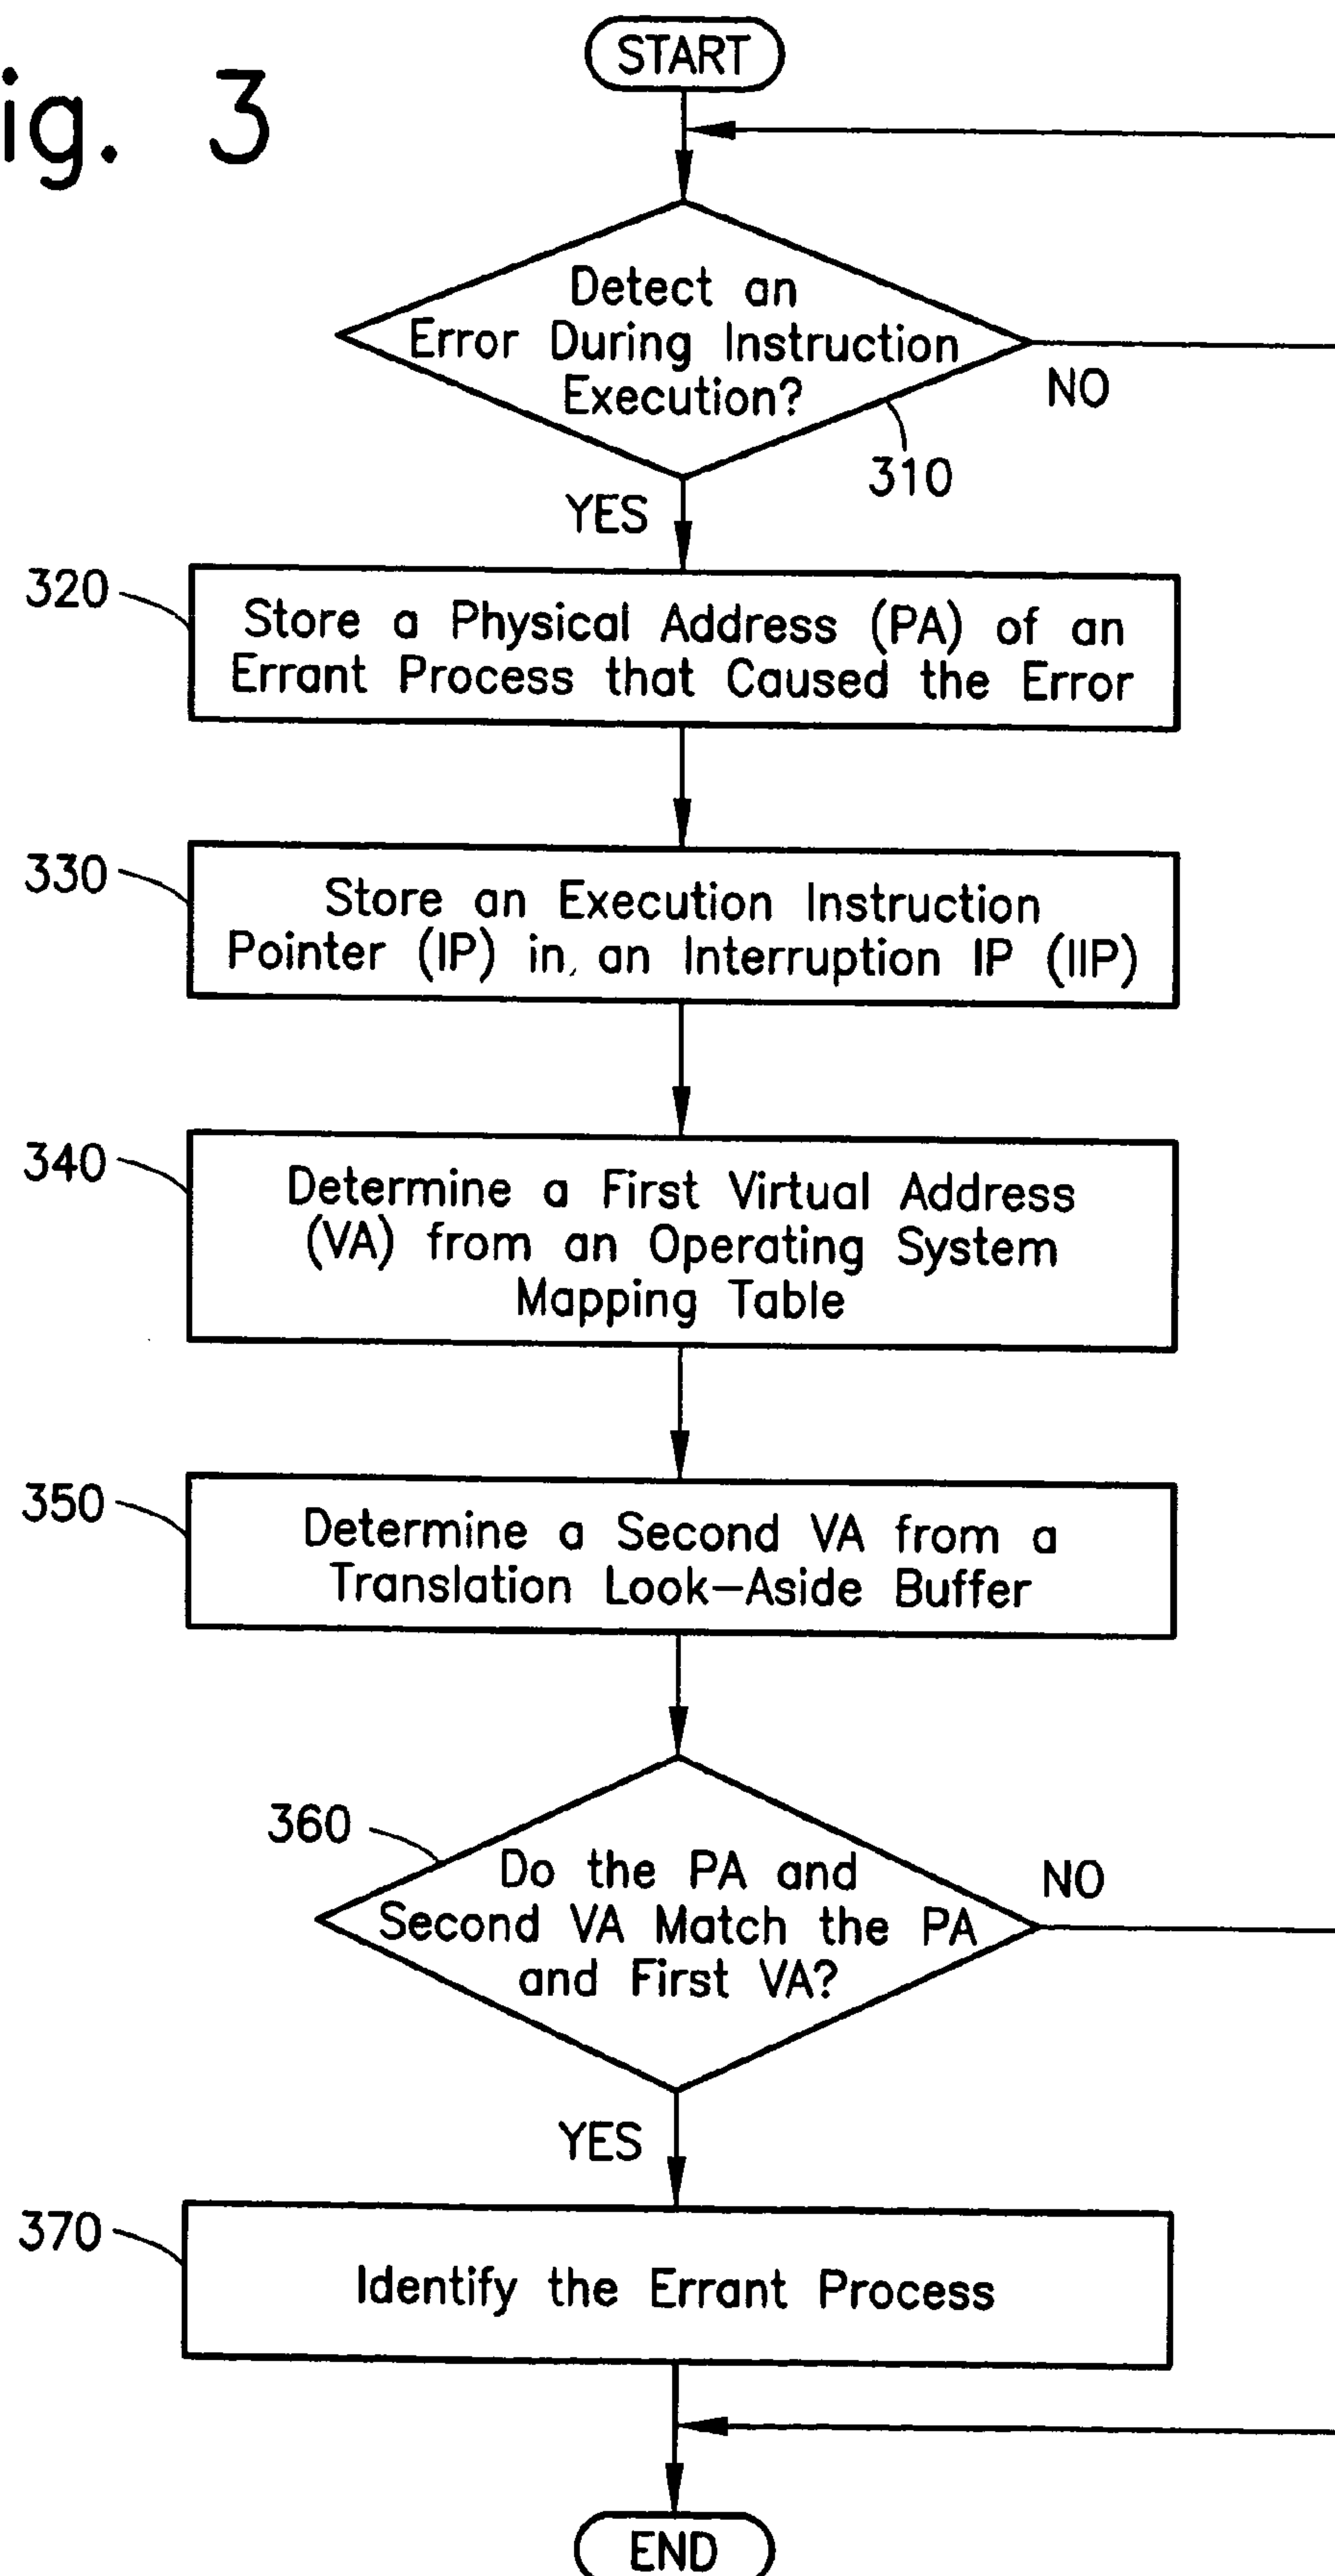 ig. 3
START
Detect an
Error During Instruction
Execution?
NO
310
YES
320
Store a Physical Address (PA) of an
Errant Process that Caused the Error
330
Store an Execution Instruction
Pointer (IP) in an Interruption IP (IIP)
340
Determine a First Virtual Address
(VA) from an Operating System
Mapping Table
350
Determine a Second VA from a
Translation Look-Aside Buffer
360
Do the PA and
Second VA Match the PA
and First VA?
NO
YES
370
Identify the Errant Process
END